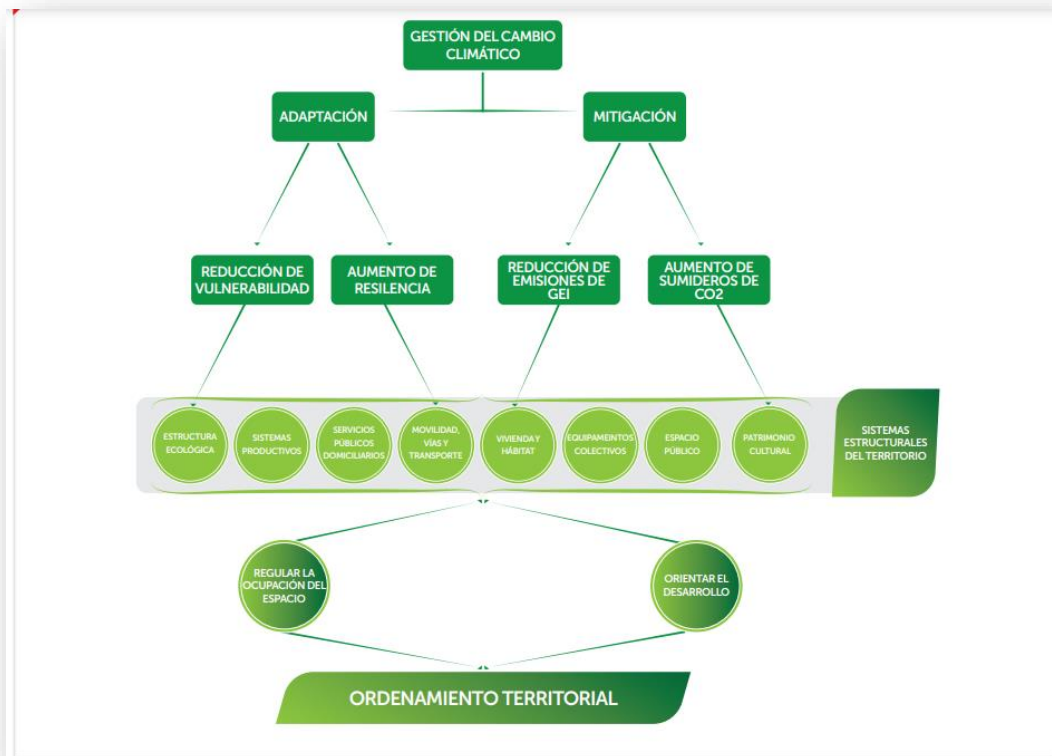 GESTIÓN DEL CAMBIO
CLIMÁTICO
ADAPTACIÓN
MITIGACIÓN
REDUCCIÓN DE
VULNERABILIDAD
AUMENTO DE
RESILENCIA
REDUCCIÓN DE
EMISIONES DE
GEI
AUMENTO DE
SUMIDEROS DE
CO2
ESTRUCTURA
ECOLÓGICA
SISTEMAS
PRODUCTIVOS
SERVICIOS
PÚBLICOS
DOMICILIARIOS
MOVILIDAD,
VÍAS Y
TRANSPORTE
VIVIENDA Y
HÁBITAT
EQUIPAMEINTOS
COLECTIVOS
ESPACIO
PÚBLICO
PATRIMONIO
CULTURAL
SISTEMAS
ESTRUCTURALES
DEL TERRITORIO
REGULAR LA
OCUPACIÓN DEL
ESPACIO
ORIENTAR EL
DESARROLLO
ORDENAMIENTO TERRITORIAL